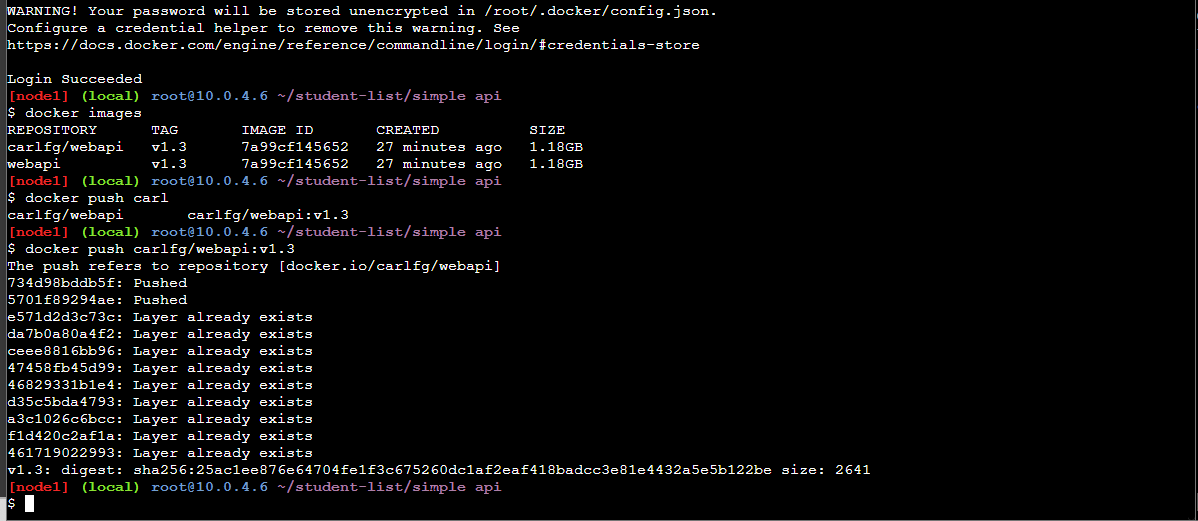 WARNING! Your password will be stored unencrypted in /root/.docker/config.json.
Configure a credential helper to remove this warning. See
https://docs.docker.com/engine/reference/commandline/login/#credentials-store
Login Succeeded
[node1] (local) root@10.0.4.6 ~/student-list/simple api
$ docker images
REPOSITORY TAG IMAGE ID CREATED SIZE
carlfg/webapi v1.3 7a99cf145652 27 minutes ago 1.18GB
webapi v1.3 7a99cf145652 27 minutes ago 1.18GB
[node1] (local) root@10.0.4.6 ~/student-list/simple api
$ docker push carl
carlfg/webapi carlfg/webapi:v1.3
[node1] (local) root@10.0.4.6 ~/student-list/simple api
$ docker push carlfg/webapi:v1.3
The push refers to repository [docker.io/carlfg/webapi]
734d98bddb5f: Pushed
5701f89294ae: Pushed
e571d2d3c73c: Layer already exists
da7b0a80a4f2: Layer already exists
ceee8816bb96: Layer already exists
47458fb45d99: Layer already exists
46829331b1e4: Layer already exists
d35c5bda4793: Layer already exists
a3c1026c6bcc: Layer already exists
f1d420c2af1a: Layer already exists
461719022993: Layer already exists
v1.3: digest: sha256:25ac1ee876e64704fe1f3c675260dc1af2eaf418badcc3e81e4432a5e5b122be size: 2641
[node1] (local) root@10.0.4.6 ~/student-list/simple api
$